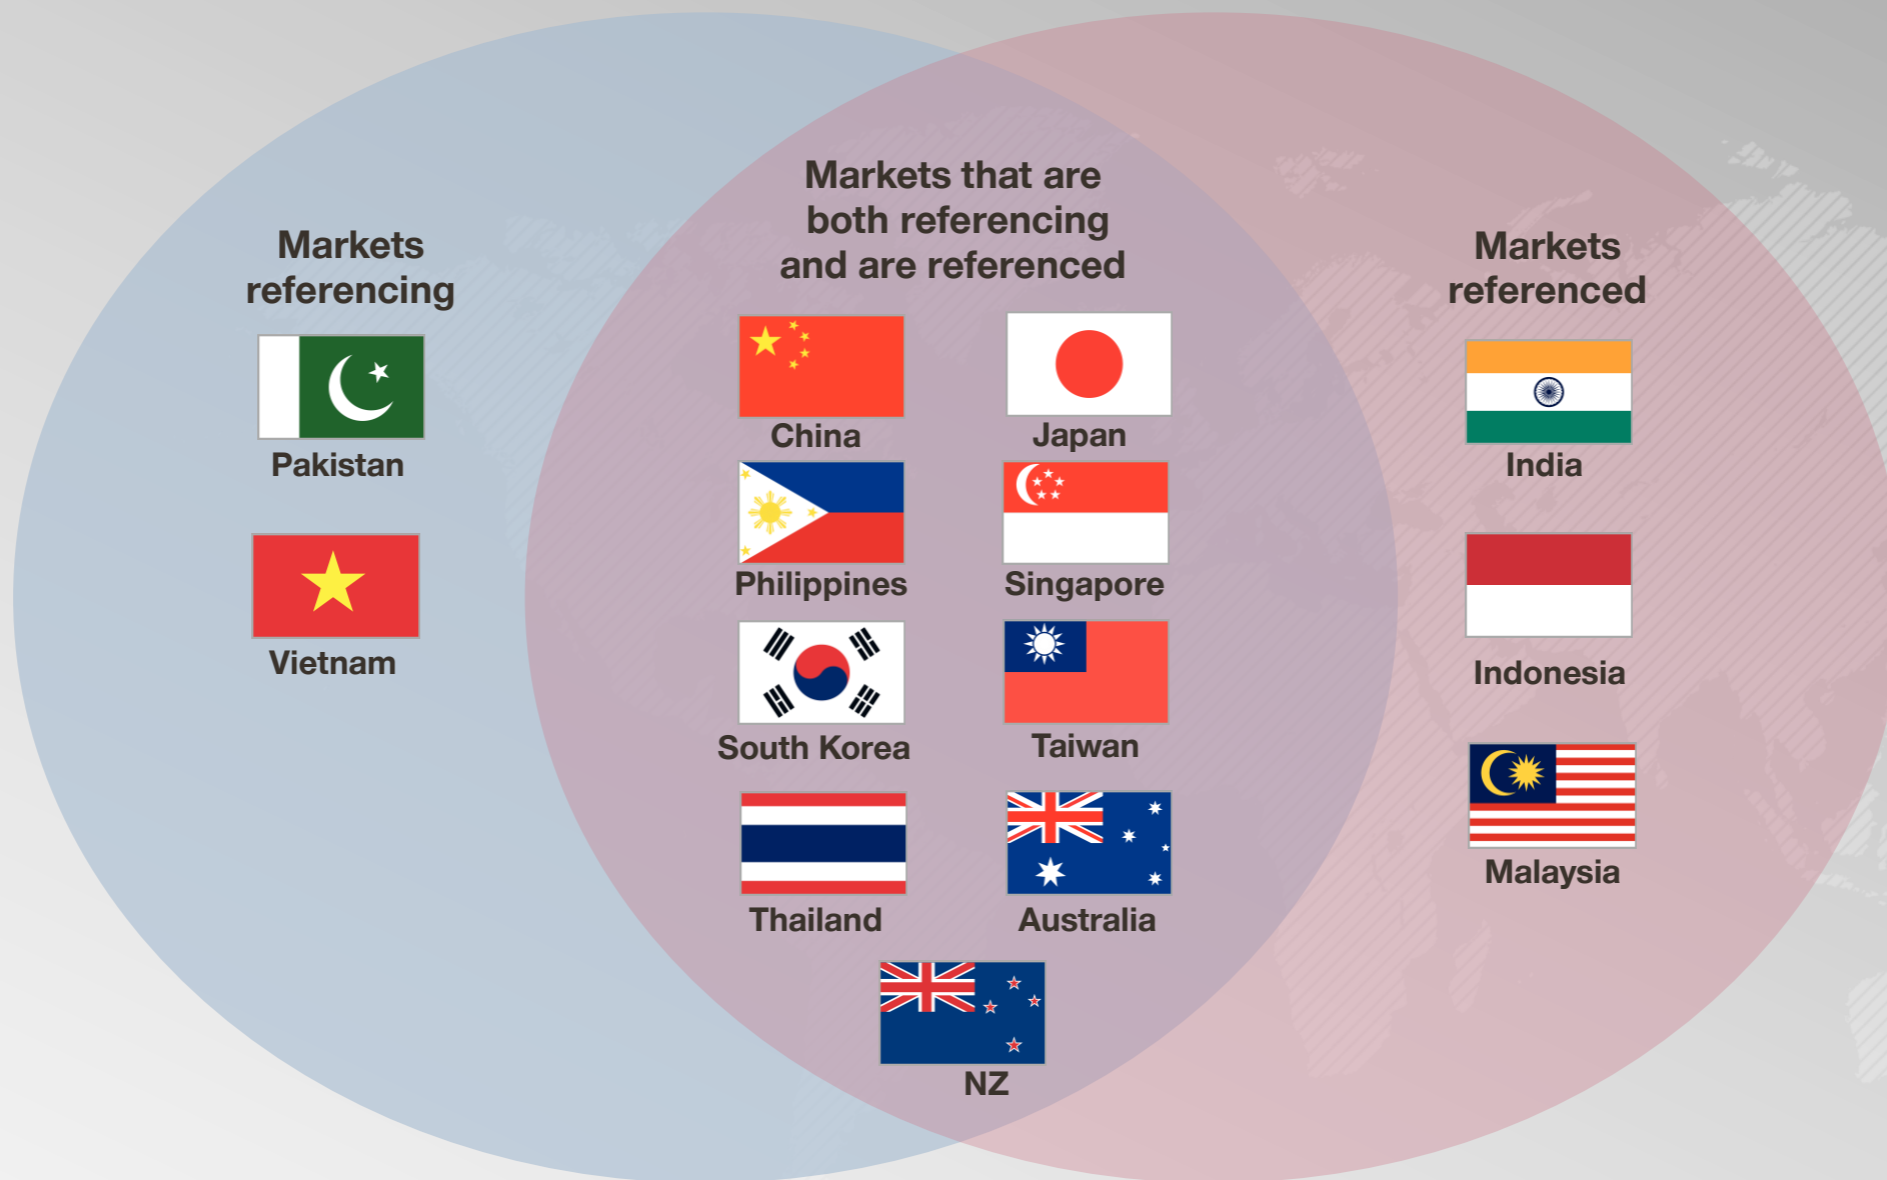 Markets
referencing
Pakistan
Vietnam
Markets that are
both referencing
and are referenced
China
Japan
Philippines
Singapore
South Korea
Taiwan
Thailand
Australia
NZ
Markets
referenced
India
Indonesia
Malaysia